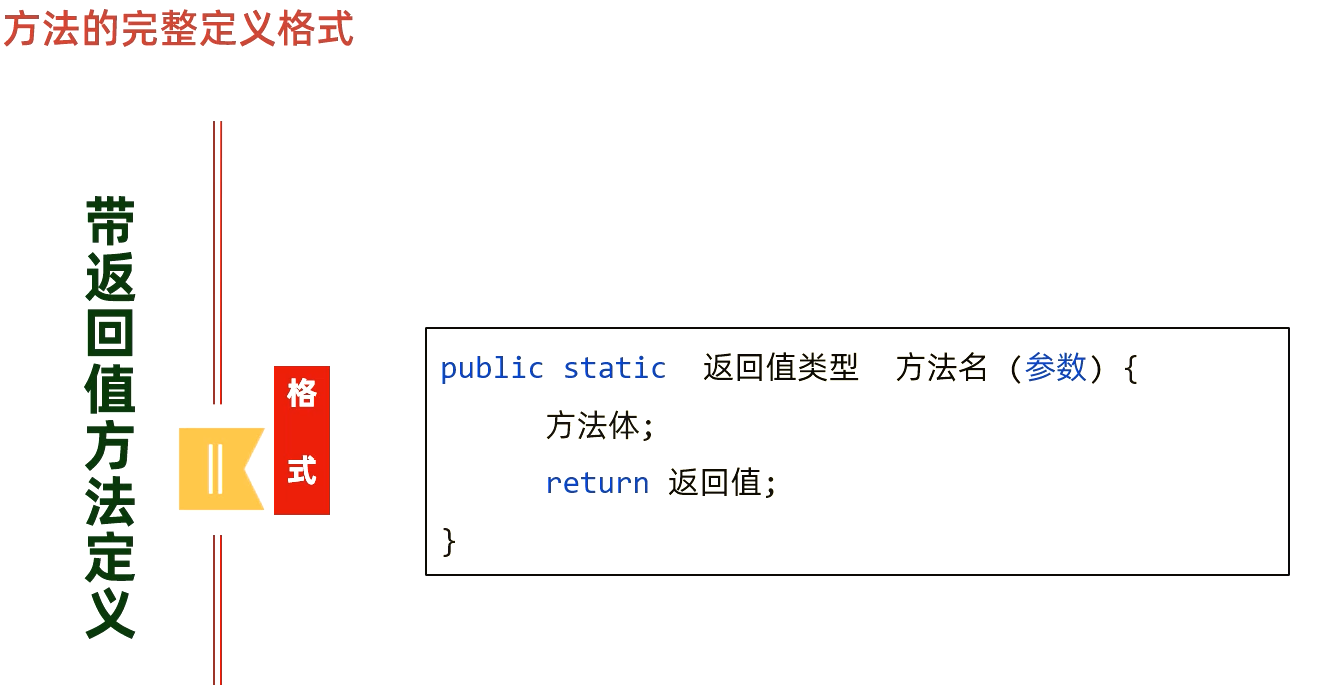 方法的完整定义格式
带返回值方法定义
格式
public static 返回值类型 方法名 (参数) {
方法体;
return 返回值;
}